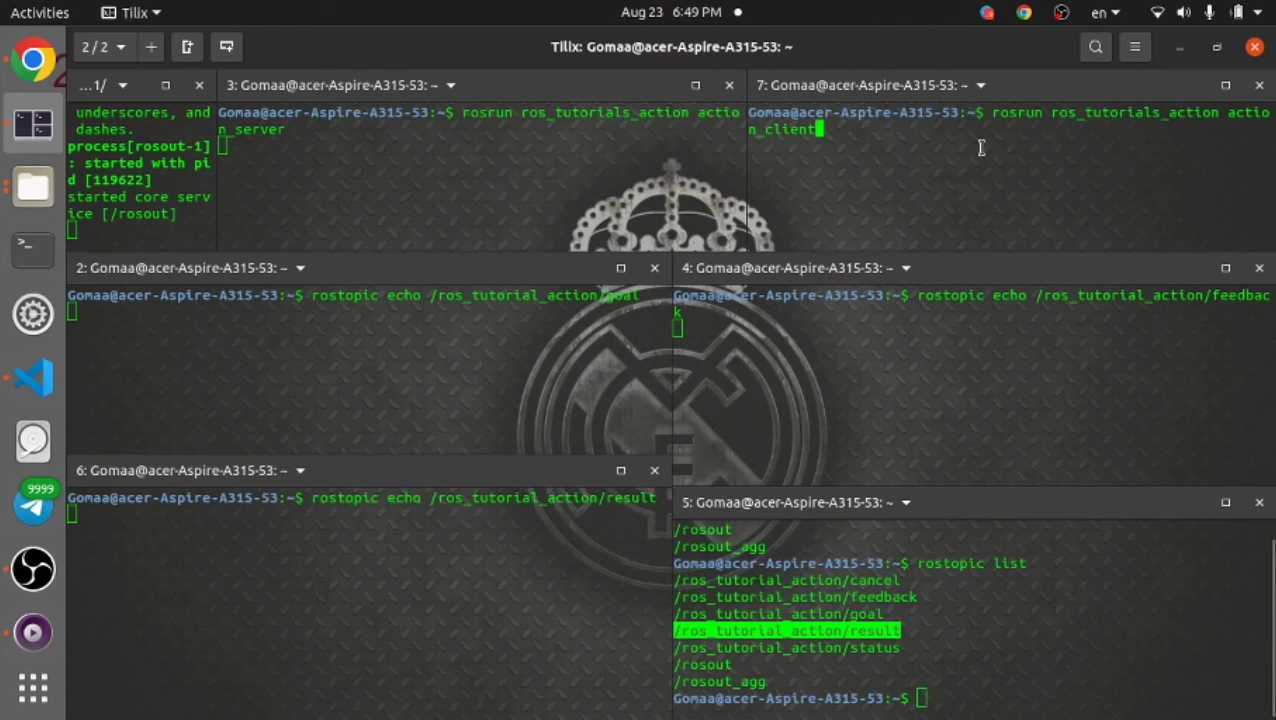 Activities
Tilix
Aug 23 6:49 PM
en
2 / 2
Tilix: Gomaa@acer-Aspire-A315-53: ~
...1/
underscores, and
dashes.
process[rosout-1]
: started with pi
d [119622]
started core serv
ice [/rosout]
3: Gomaa@acer-Aspire-A315-53: ~
Gomaa@acer-Aspire-A315-53:~$ rosrun ros_tutorials_action actio
n_server
7: Gomaa@acer-Aspire-A315-53: ~
Gomaa@acer-Aspire-A315-53:~$ rosrun ros_tutorials_action actio
n_client
2: Gomaa@acer-Aspire-A315-53: ~
Gomaa@acer-Aspire-A315-53:~$ rostopic echo /ros_tutorial_action/goal
4: Gomaa@acer-Aspire-A315-53: ~
Gomaa@acer-Aspire-A315-53:~$ rostopic echo /ros_tutorial_action/feedbac
k
6: Gomaa@acer-Aspire-A315-53: ~
Gomaa@acer-Aspire-A315-53:~$ rostopic echo /ros_tutorial_action/result
5: Gomaa@acer-Aspire-A315-53: ~
/rosout
/rosout_agg
Gomaa@acer-Aspire-A315-53:~$ rostopic list
/ros_tutorial_action/cancel
/ros_tutorial_action/feedback
/ros_tutorial_action/goal
/ros_tutorial_action/result
/ros_tutorial_action/status
/rosout
/rosout_agg
Gomaa@acer-Aspire-A315-53:~$
9999